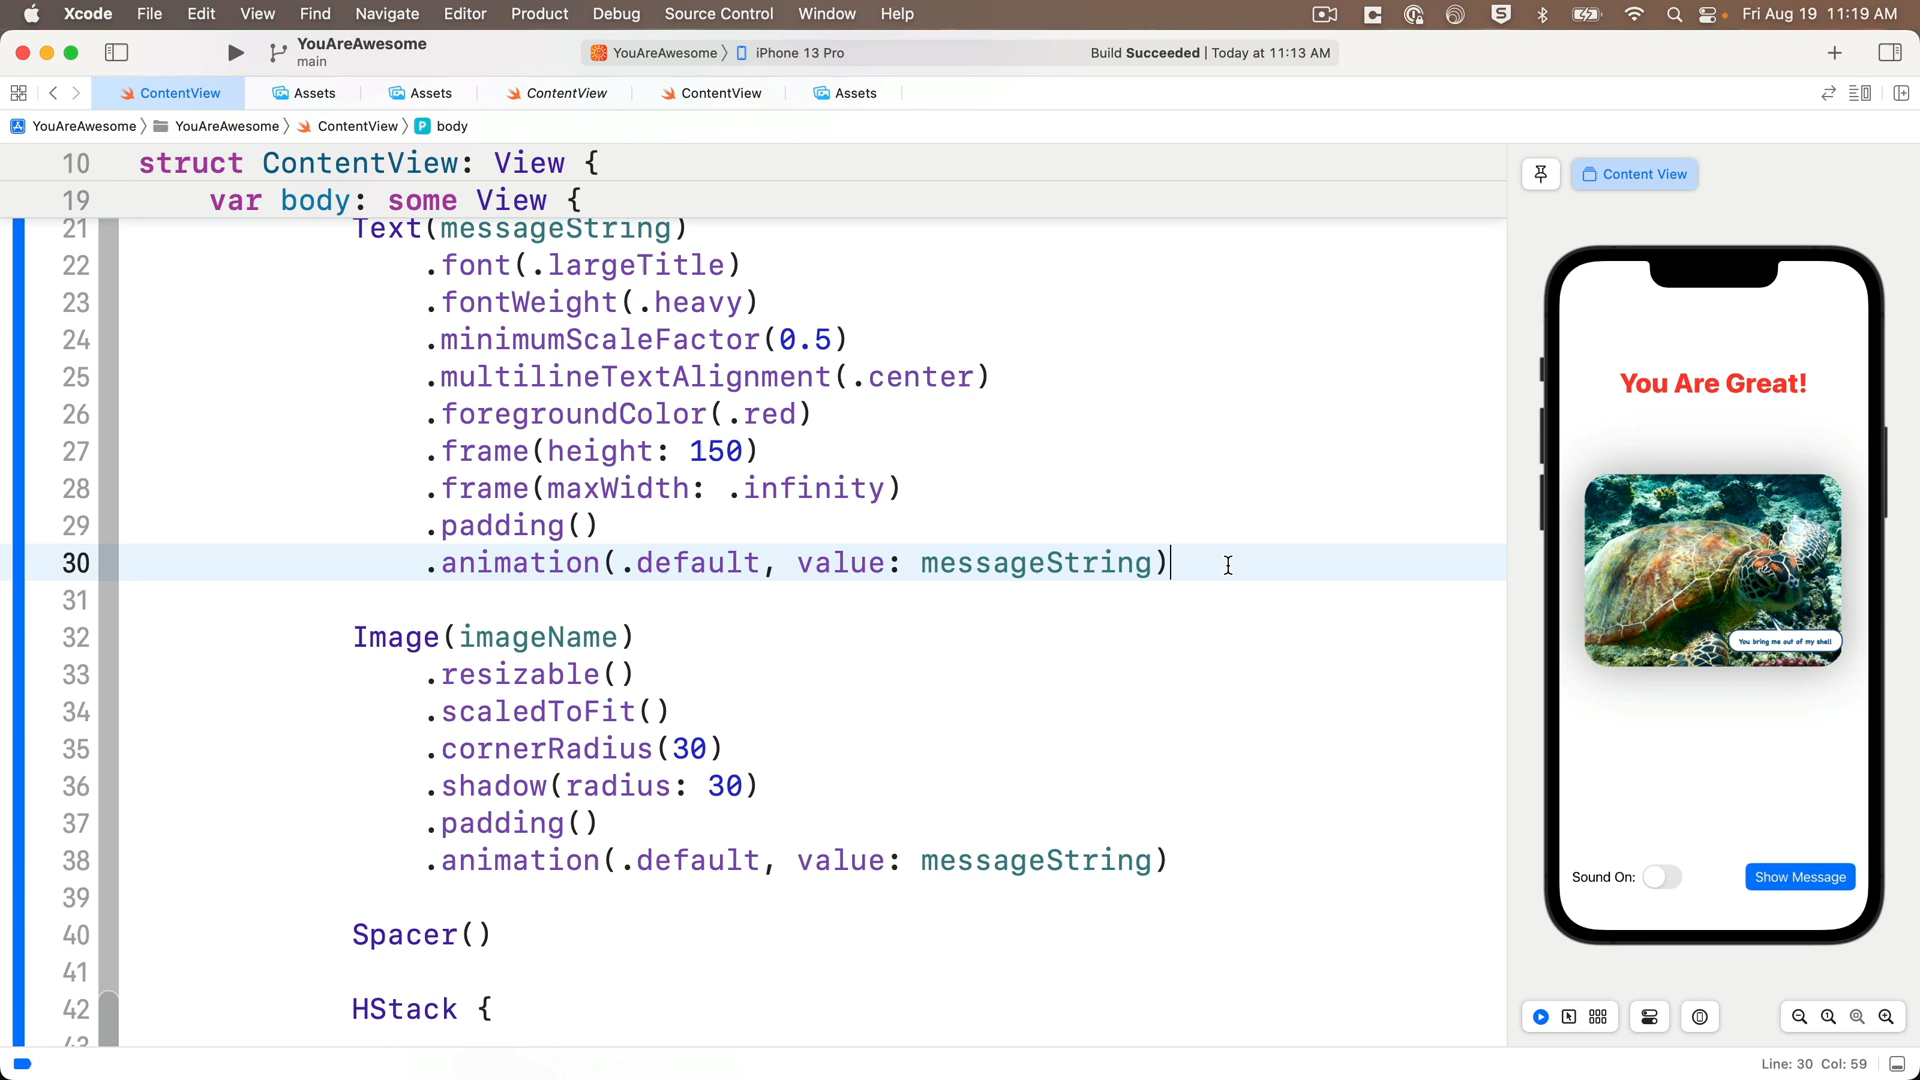 Xcode File Edit View Find Navigate Editor Product Debug Source Control Window Help Fri Aug 19 11:19 AM
YouAreAwesome
main
YouAreAwesome iPhone 13 Pro Build Succeeded | Today at 11:13 AM
ContentView Assets Assets ContentView ContentView Assets
YouAreAwesome YouAreAwesome ContentView P body
10 struct ContentView: View {
19 var body: some View {
21 Text(messageString)
22 .font(.largeTitle)
23 .fontWeight(.heavy)
24 .minimumScaleFactor(0.5)
25 .multilineTextAlignment(.center)
26 .foregroundColor(.red)
27 .frame(height: 150)
28 .frame(maxWidth: .infinity)
29 .padding()
30 .animation(.default, value: messageString)
31
32 Image(imageName)
33 .resizable()
34 .scaledToFit()
35 .cornerRadius(30)
36 .shadow(radius: 30)
37 .padding()
38 .animation(.default, value: messageString)
39
40 Spacer()
41
42 HStack {
43
Content View
You Are Great!
You bring me out of my shell
Sound On: Show Message
Line: 30 Col: 59